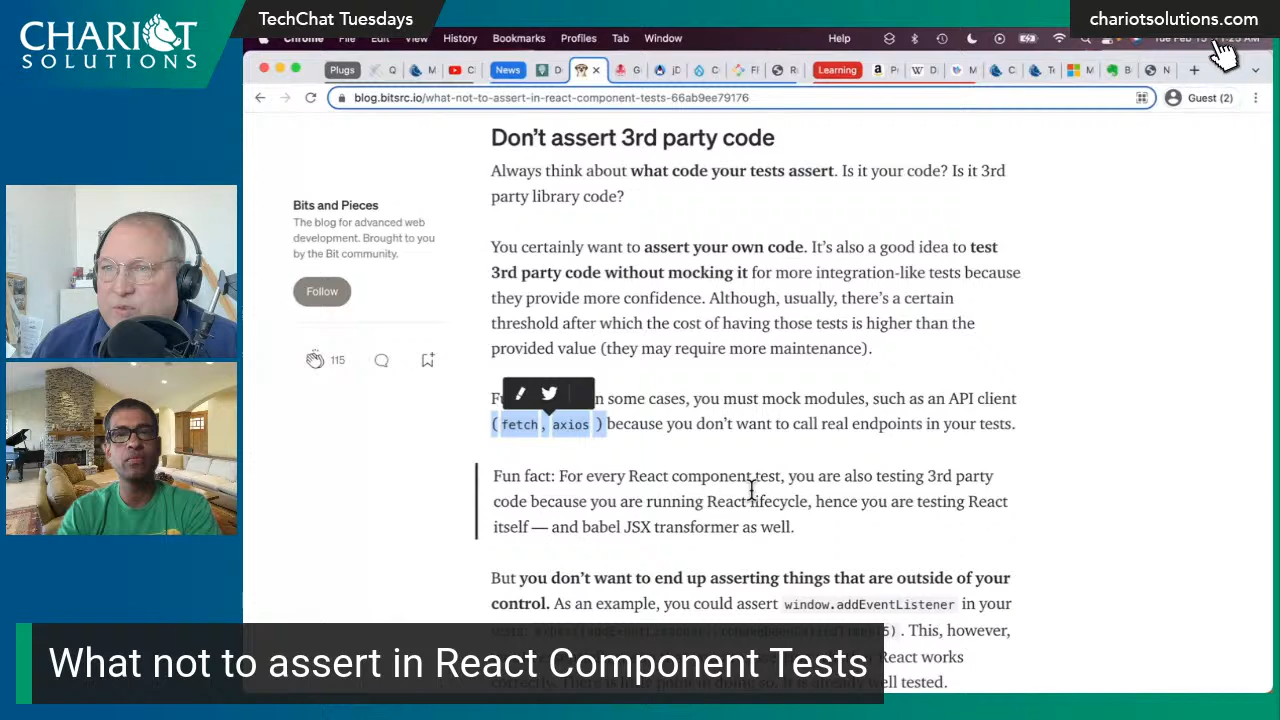 CHARIOT
SOLUTIONS
TechChat Tuesdays
chariotsolutions.com
Chrome File Edit View History Bookmarks Profiles Tab Window Help
Plugs
News
Learning
blog.bitsrc.io/what-not-to-assert-in-react-component-tests-66ab9ee79176
Guest (2)
Bits and Pieces
The blog for advanced web
development. Brought to you
by the Bit community.
Follow
115
Don’t assert 3rd party code
Always think about what code your tests assert. Is it your code? Is it 3rd
party library code?
You certainly want to assert your own code. It’s also a good idea to test
3rd party code without mocking it for more integration-like tests because
they provide more confidence. Although, usually, there’s a certain
threshold after which the cost of having those tests is higher than the
provided value (they may require more maintenance).
some cases, you must mock modules, such as an API client
(fetch, axios ) because you don’t want to call real endpoints in your tests.
Fun fact: For every React component test, you are also testing 3rd party
code because you are running React lifecycle, hence you are testing React
itself — and babel JSX transformer as well.
But you don’t want to end up asserting things that are outside of your
control. As an example, you could assert window.addEventListener in your
. This, however,
React works
well tested.
What not to assert in React Component Tests